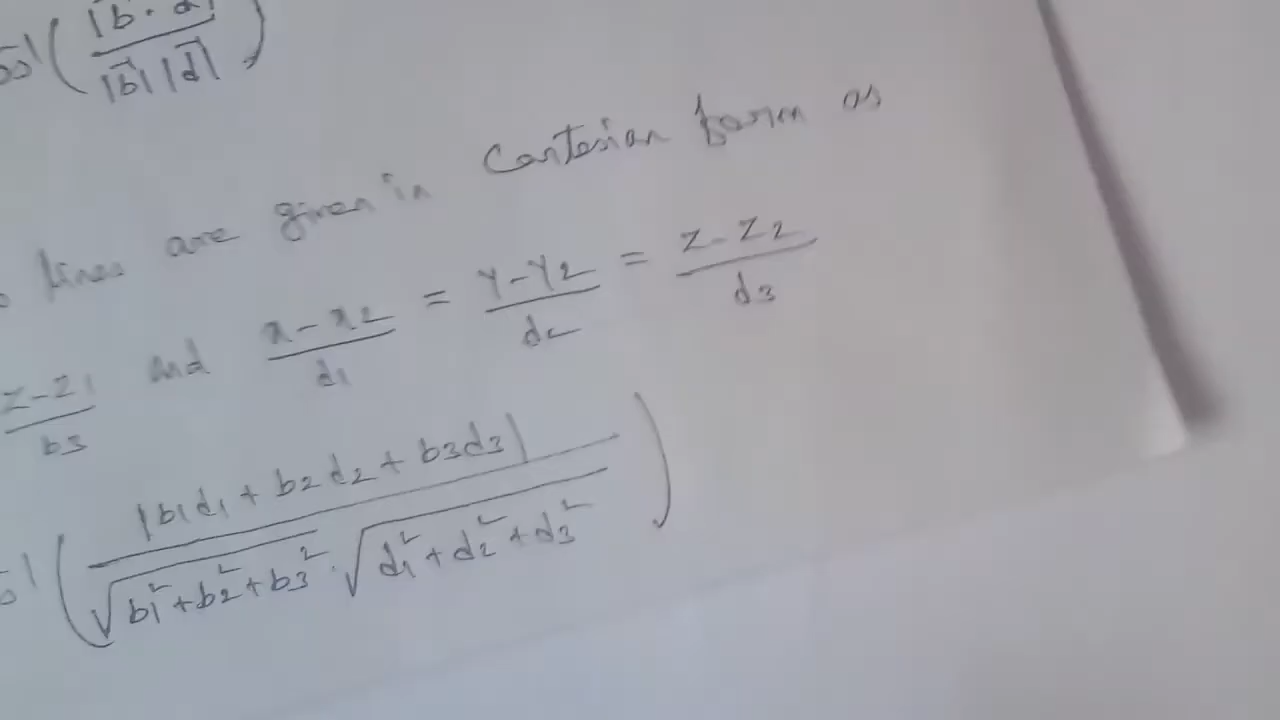 (|b⃗ · d⃗| / |b⃗| |d⃗|)
lines are given in Cartesian form as
(z-z1)/b3 and (x-x2)/d1 = (y-y2)/d2 = (z-z2)/d3
(|b1d1 + b2d2 + b3d3| / √(b1² + b2² + b3²) · √(d1² + d2² + d3²))